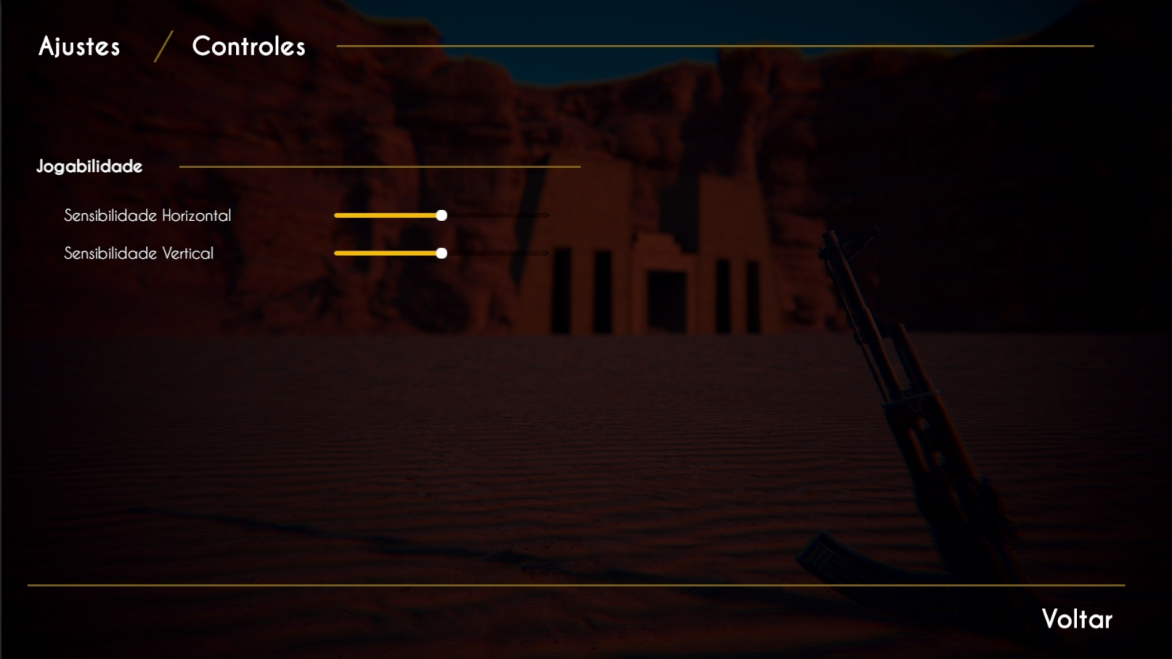 Ajustes / Controles
Jogabilidade
Sensibilidade Horizontal
Sensibilidade Vertical
Voltar